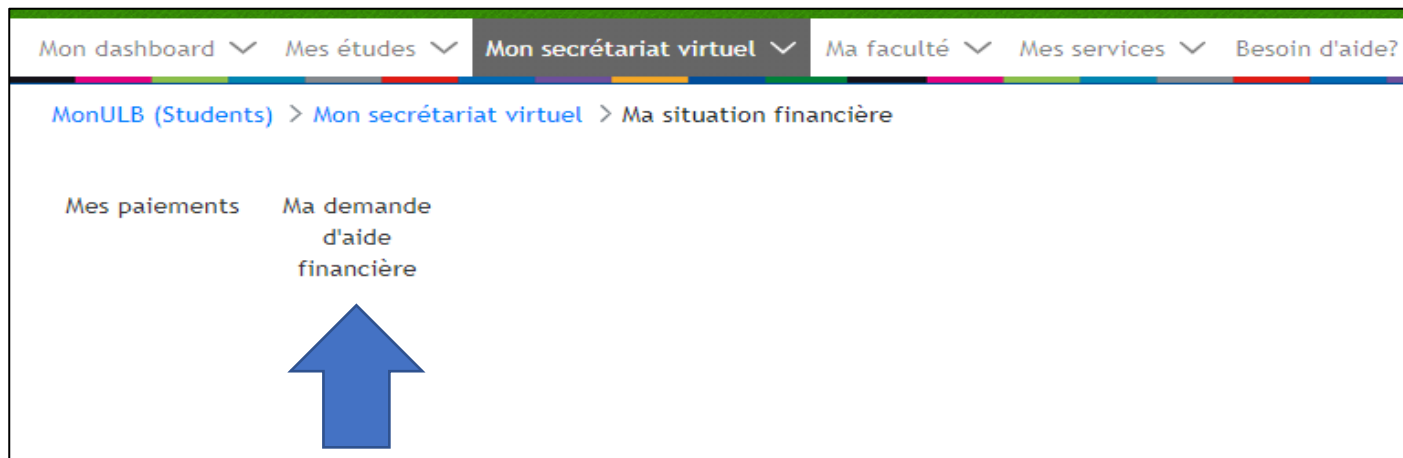 Mon dashboard Mes études Mon secrétariat virtuel Ma faculté Mes services Besoin d'aide?
MonULB (Students) > Mon secrétariat virtuel > Ma situation financière
Mes paiements
Ma demande
d'aide
financière